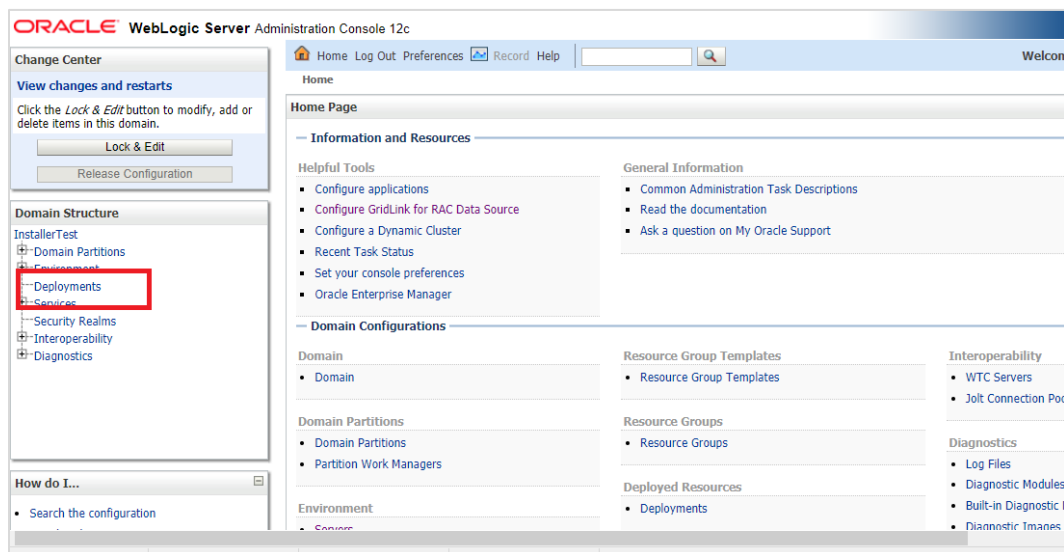 ORACLE WebLogic Server Administration Console 12c
Change Center
View changes and restarts
Click the Lock & Edit button to modify, add or
delete items in this domain.
Lock & Edit
Release Configuration
Domain Structure
InstallerTest
Domain Partitions
Environment
Deployments
Services
Security Realms
Interoperability
Diagnostics
How do I...
Search the configuration
Home Log Out Preferences Record Help
Home
Home Page
Information and Resources
Helpful Tools
Configure applications
Configure GridLink for RAC Data Source
Configure a Dynamic Cluster
Recent Task Status
Set your console preferences
Oracle Enterprise Manager
General Information
Common Administration Task Descriptions
Read the documentation
Ask a question on My Oracle Support
Domain Configurations
Domain
Domain
Domain Partitions
Domain Partitions
Partition Work Managers
Environment
Servers
Resource Group Templates
Resource Group Templates
Resource Groups
Resource Groups
Deployed Resources
Deployments
Interoperability
WTC Servers
Jolt Connection
Diagnostics
Log Files
Diagnostic Modules
Built-in Diagnostic
Diagnostic Images